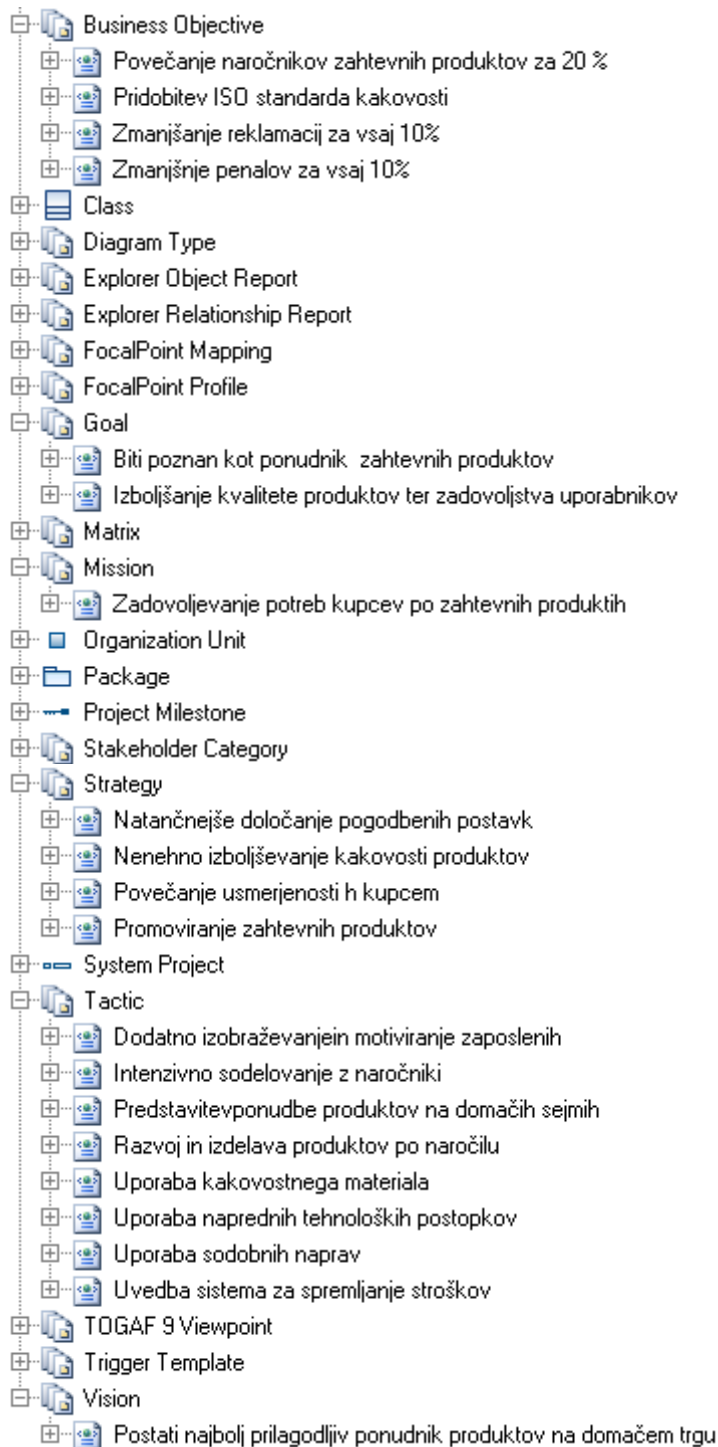 Business Objective
Povečanje naročnikov zahtevnih produktov za 20 %
Pridobitev ISO standarda kakovosti
Zmanjšanje reklamacij za vsaj 10%
Zmanjšnje penalov za vsaj 10%
Class
Diagram Type
Explorer Object Report
Explorer Relationship Report
FocalPoint Mapping
FocalPoint Profile
Goal
Biti poznan kot ponudnik  zahtevnih produktov
Izboljšanje kvalitete produktov ter zadovoljstva uporabnikov
Matrix
Mission
Zadovoljevanje potreb kupcev po zahtevnih produktih
Organization Unit
Package
Project Milestone
Stakeholder Category
Strategy
Natančnejše določanje pogodbenih postavk
Nenehno izboljševanje kakovosti produktov
Povečanje usmerjenosti h kupcem
Promoviranje zahtevnih produktov
System Project
Tactic
Dodatno izobraževanjein motiviranje zaposlenih
Intenzivno sodelovanje z naročniki
Predstavitevponudbe produktov na domačih sejmih
Razvoj in izdelava produktov po naročilu
Uporaba kakovostnega materiala
Uporaba naprednih tehnoloških postopkov
Uporaba sodobnih naprav
Uvedba sistema za spremljanje stroškov
TOGAF 9 Viewpoint
Trigger Template
Vision
Postati najbolj prilagodljiv ponudnik produktov na domačem trgu